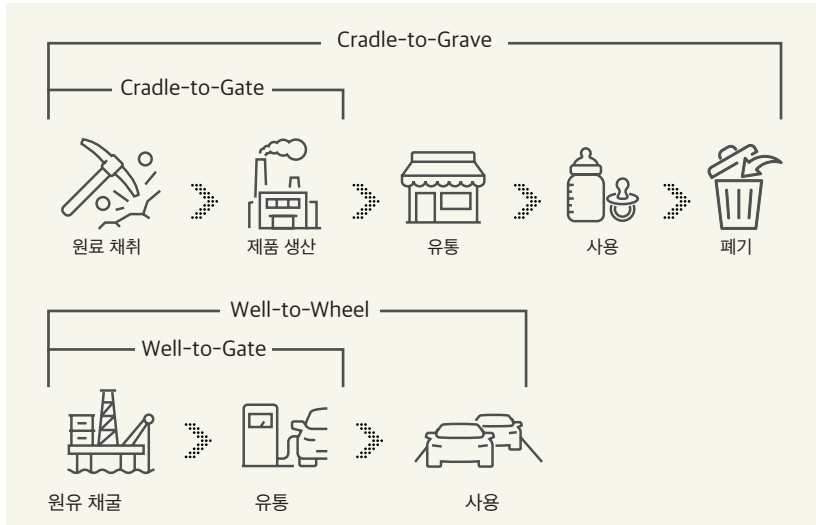 Cradle-to-Grave
Cradle-to-Gate
원료 채취
제품 생산
유통
사용
폐기
Well-to-Wheel
Well-to-Gate
원유 채굴
유통
사용